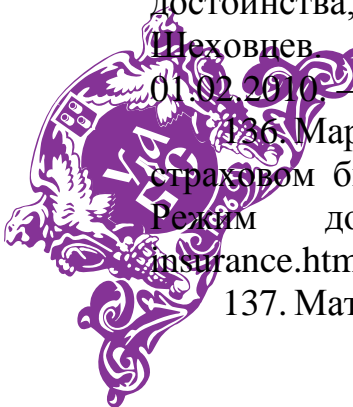 достоинства,
Шеховцев.
01.02.2010. –
136. Мар
страховом б
Режим до
insurance.htm
137. Мат